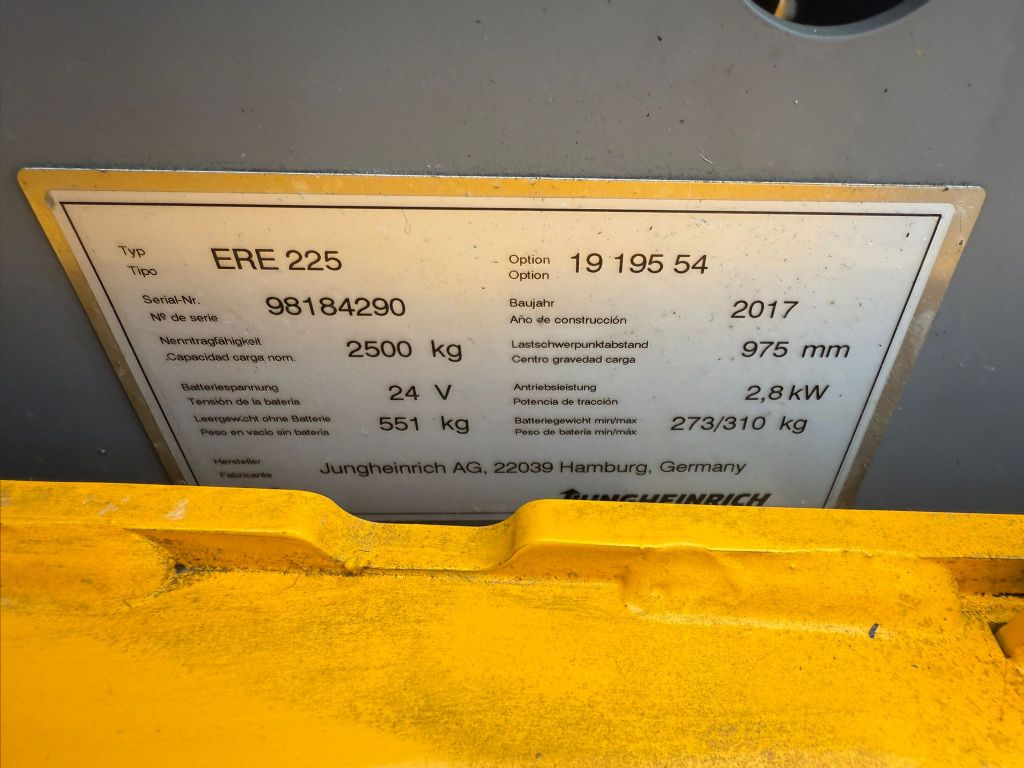 Typ ERE 225 Option 19 195 54
Tipo Option
Serial-Nr. 98184290 Baujahr 2017
Nº de serie Año de construcción
Nenntragfähigkeit 2500 kg Lastschwerpunktabstand 975 mm
Capacidad carga nom. Centro gravedad carga
Batteriespannung 24 V Antriebsleistung 2,8 kW
Tensión de la batería Potencia de tracción
Leergewicht ohne Batterie 551 kg Batteriegewicht min/max 273/310 kg
Peso en vacío sin batería Peso de batería mín/máx
Hersteller Jungheinrich AG, 22039 Hamburg, Germany
Fabricante
JUNGHEINRICH